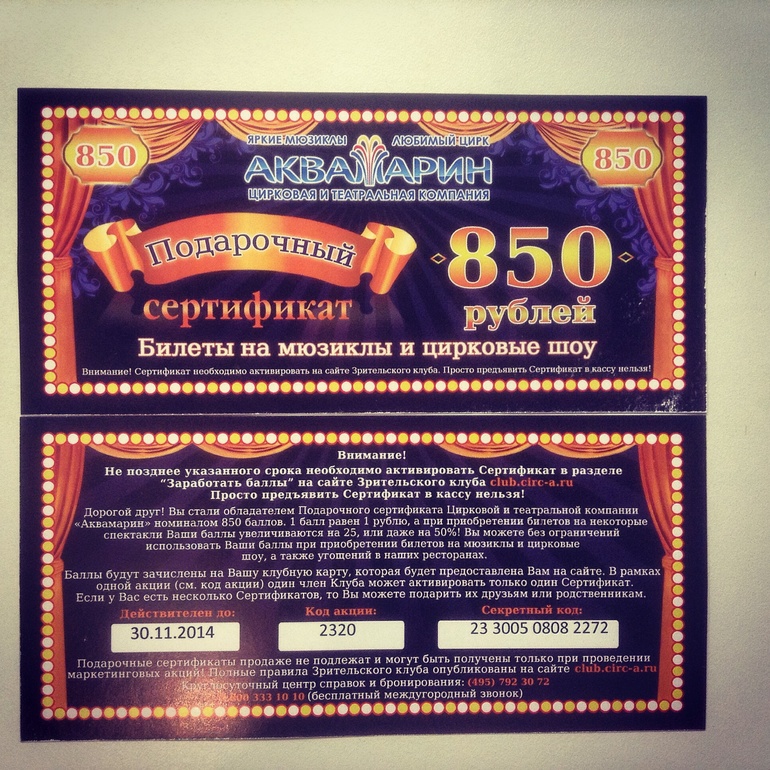 850
ЯРКИЕ МЮЗИКЛЫ ЛЮБИМЫЙ ЦИРК
АКВАМАРИН
ЦИРКОВАЯ И ТЕАТРАЛЬНАЯ КОМПАНИЯ
850
Подарочный
сертификат
850
рублей
Билеты на мюзиклы и цирковые шоу
Внимание! Сертификат необходимо активировать на сайте Зрительского клуба. Просто предъявить Сертификат в кассу нельзя!
Внимание!
Не позднее указанного срока необходимо активировать Сертификат в разделе
“Заработать баллы” на сайте Зрительского клуба club.circ-a.ru
Просто предъявить Сертификат в кассу нельзя!
Дорогой друг! Вы стали обладателем Подарочного сертификата Цирковой и театральной компании
«Аквамарин» номиналом 850 баллов. 1 балл равен 1 рублю, а при приобретении билетов на некоторые
спектакли Ваши баллы увеличиваются на 25, или даже на 50%! Вы можете без ограничений
использовать Ваши баллы при приобретении билетов на мюзиклы и цирковые
шоу, а также угощений в наших ресторанах.
Баллы будут зачислены на Вашу клубную карту, которая будет предоставлена Вам на сайте. В рамках
одной акции (см. код акции) один член Клуба может активировать только один Сертификат.
Если у Вас есть несколько Сертификатов, то Вы можете подарить их друзьям или родственникам.
Действителен до: Код акции: Секретный код:
30.11.2014 2320 23 3005 0808 2272
Подарочные сертификаты продаже не подлежат и могут быть получены только при проведении
маркетинговых акций! Полные правила Зрительского клуба опубликованы на сайте club.circ-a.ru
Круглосуточный центр справок и бронирования: (495) 792 30 72
800 333 10 10 (бесплатный междугородный звонок)